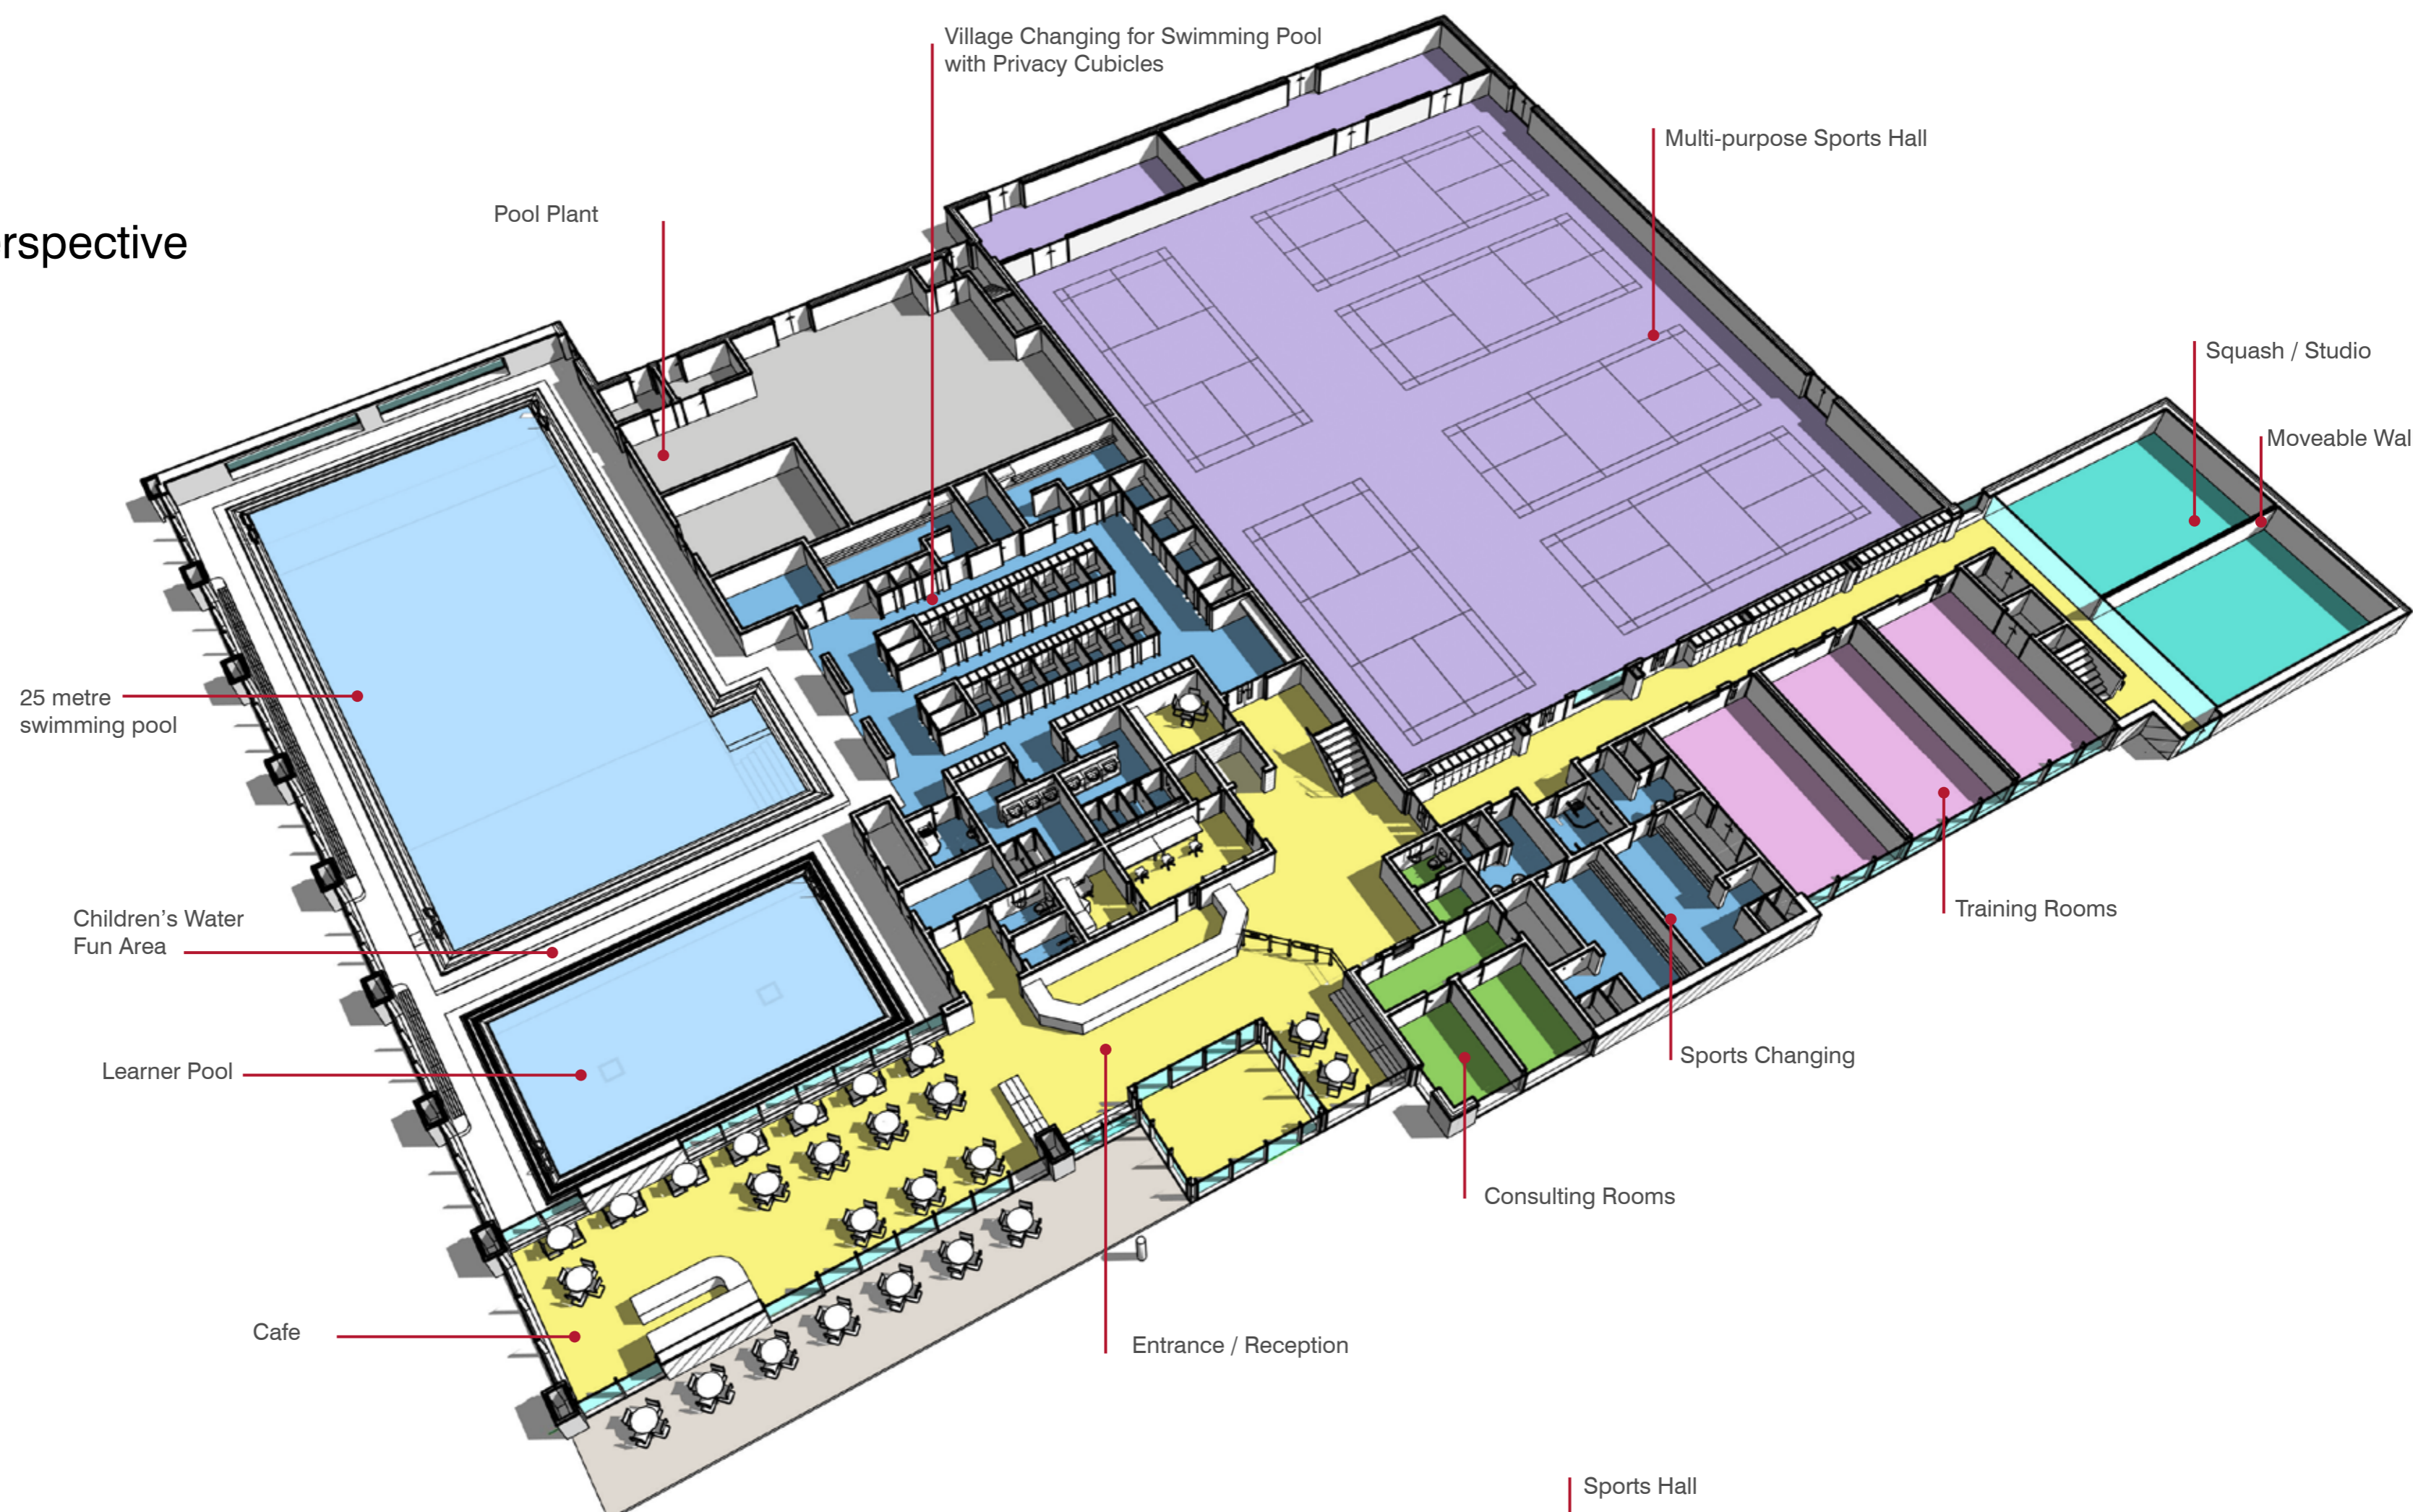 Village Changing for Swimming Pool
with Privacy Cubicles
Multi-purpose Sports Hall
Pool Plant
rspective
Squash / Studio
Moveable Wal
25 metre
swimming pool
Children’s Water
Fun Area
Training Rooms
Learner Pool
Sports Changing
Consulting Rooms
Cafe
Entrance / Reception
Sports Hall